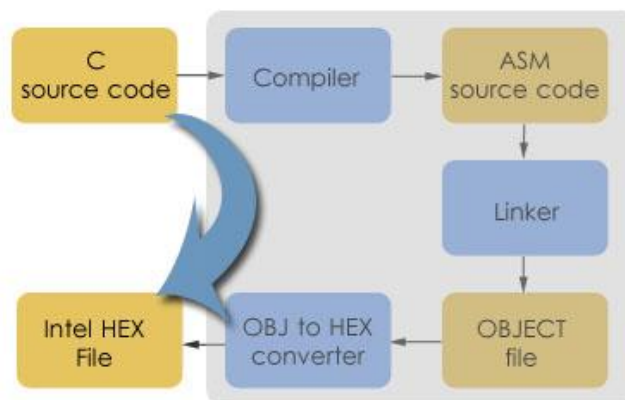 C
source code
Compiler
ASM
source code
Linker
Intel HEX
File
OBJ to HEX
converter
OBJECT
file